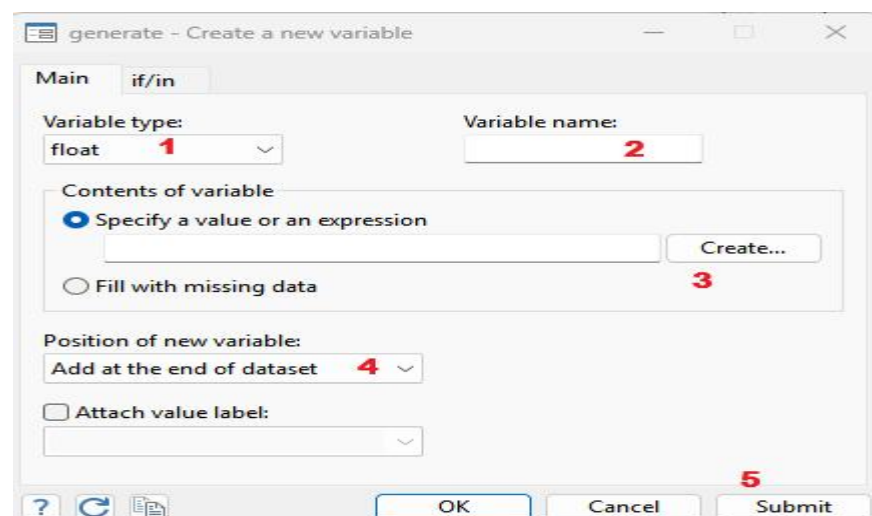 generate - Create a new variable
Main if/in
Variable type: Variable name:
float 1 2
Contents of variable
Specify a value or an expression
Create...
Fill with missing data 3
Position of new variable:
Add at the end of dataset 4
Attach value label:
5
? OK Cancel Submit